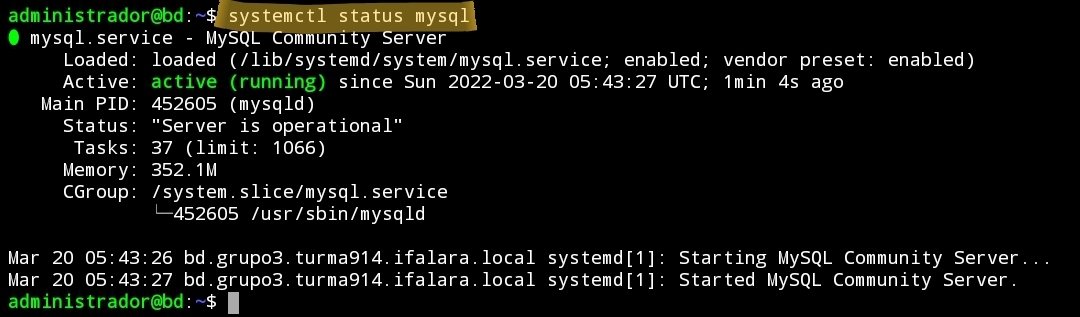 administrador@bd:~$ systemctl status mysql
● mysql.service - MySQL Community Server
Loaded: loaded (/lib/systemd/system/mysql.service; enabled; vendor preset: enabled)
Active: active (running) since Sun 2022-03-20 05:43:27 UTC; 1min 4s ago
Main PID: 452605 (mysqld)
Status: "Server is operational"
Tasks: 37 (limit: 1066)
Memory: 352.1M
CGroup: /system.slice/mysql.service
└─452605 /usr/sbin/mysqld
Mar 20 05:43:26 bd.grupo3.turma914.ifalara.local systemd[1]: Starting MySQL Community Server...
Mar 20 05:43:27 bd.grupo3.turma914.ifalara.local systemd[1]: Started MySQL Community Server.
administrador@bd:~$